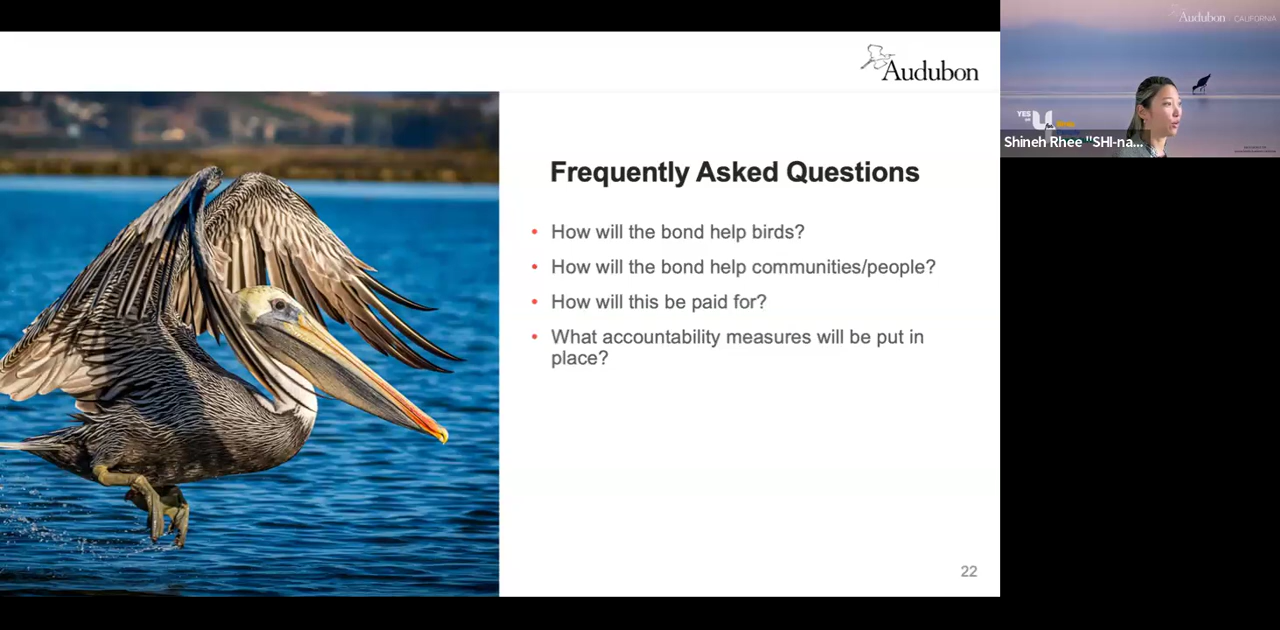 Audubon
Frequently Asked Questions
• How will the bond help birds?
• How will the bond help communities/people?
• How will this be paid for?
• What accountability measures will be put in
place?
22
Audubon | CALIFORNIA
YES
ON
Shineh Rhee "SHI-na...